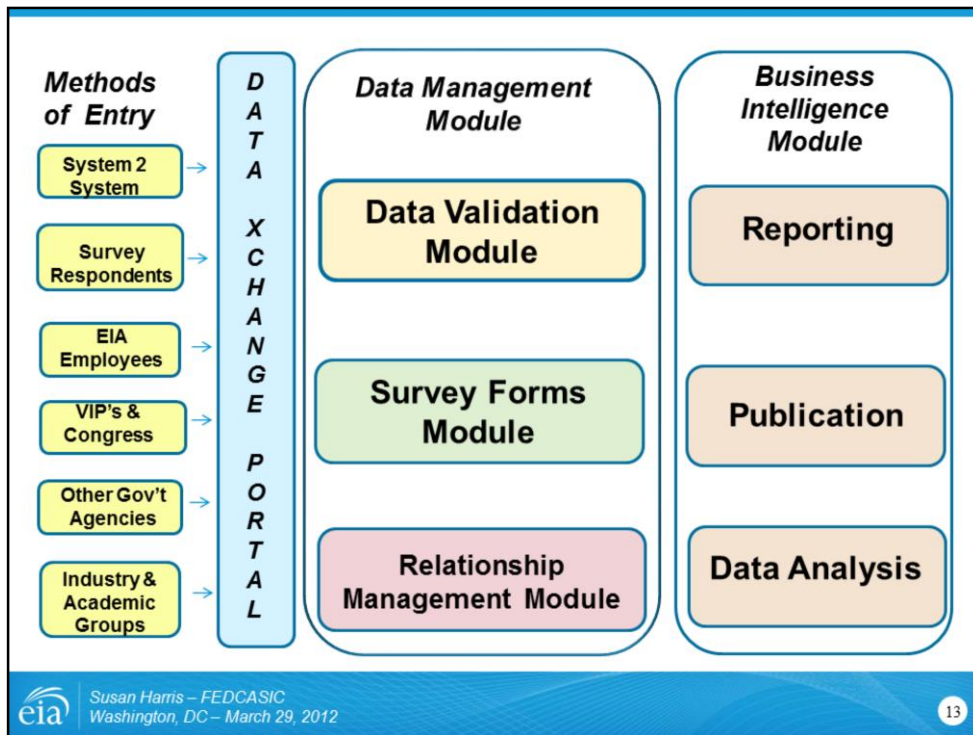 Methods
of Entry
System 2
System
Survey
Respondents
EIA
Employees
VIP's &
Congress
Other Gov't
Agencies
Industry &
Academic
Groups
D
A
T
A
X
C
H
A
N
G
E
P
O
R
T
A
L
Data Management
Module
Data Validation
Module
Survey Forms
Module
Relationship
Management Module
Business
Intelligence
Module
Reporting
Publication
Data Analysis
eia
Susan Harris – FEDCASIC
Washington, DC – March 29, 2012
13